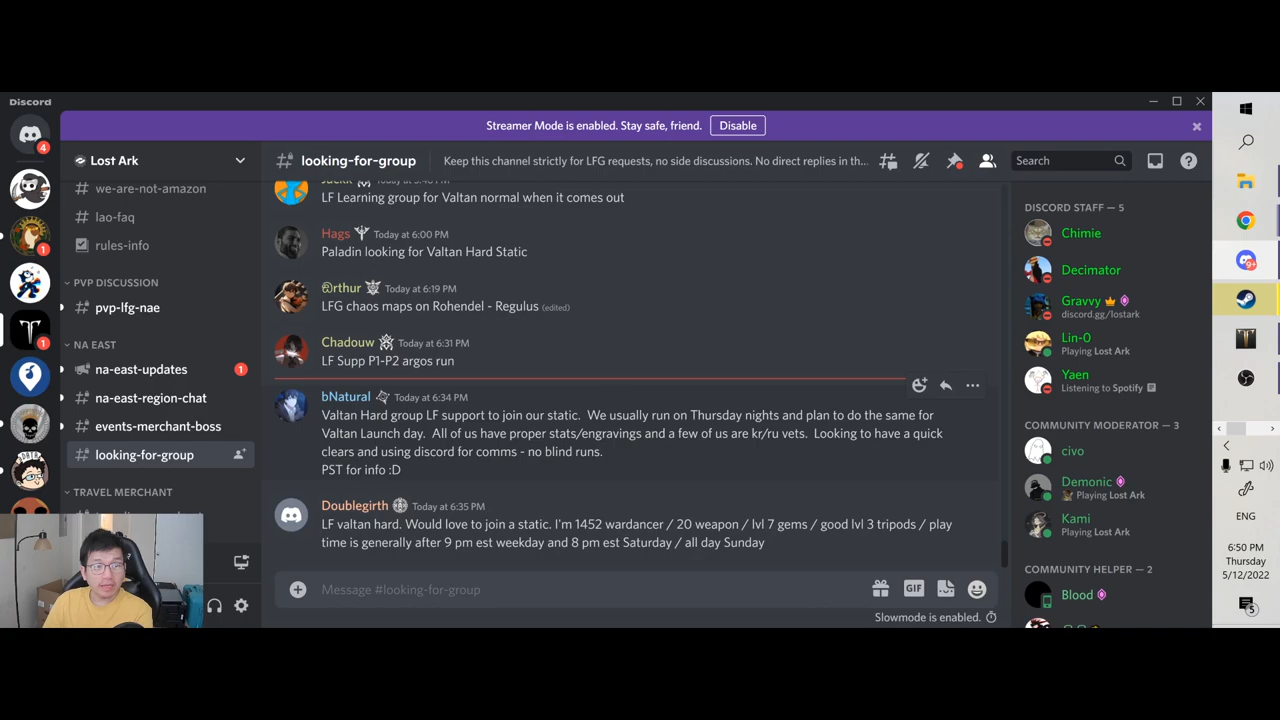 Discord
Streamer Mode is enabled. Stay safe, friend. Disable
4
Lost Ark
looking-for-group
Keep this channel strictly for LFG requests, no side discussions. No direct replies in th...
Search
we-are-not-amazon
lao-faq
rules-info
PVP DISCUSSION
pvp-lfg-nae
NA EAST
na-east-updates
1
na-east-region-chat
events-merchant-boss
looking-for-group
TRAVEL MERCHANT
1
1
LF Learning group for Valtan normal when it comes out
Hags Today at 6:00 PM
Paladin looking for Valtan Hard Static
Today at 6:19 PM
LFG chaos maps on Rohendel - Regulus (edited)
Chadouw Today at 6:31 PM
LF Supp P1-P2 argos run
bNatural Today at 6:34 PM
Valtan Hard group LF support to join our static. We usually run on Thursday nights and plan to do the same for
Valtan Launch day. All of us have proper stats/engravings and a few of us are kr/ru vets. Looking to have a quick
clears and using discord for comms - no blind runs.
PST for info :D
Doublegirth Today at 6:35 PM
LF valtan hard. Would love to join a static. I'm 1452 wardancer / 20 weapon / lvl 7 gems / good lvl 3 tripods / play
time is generally after 9 pm est weekday and 8 pm est Saturday / all day Sunday
Message #looking-for-group
GIF
Slowmode is enabled.
DISCORD STAFF — 5
Chimie
Decimator
Gravvy
discord.gg/lostark
Lin-0
Playing Lost Ark
Yaen
Listening to Spotify
COMMUNITY MODERATOR — 3
civo
Demonic
Playing Lost Ark
Kami
Playing Lost Ark
COMMUNITY HELPER — 2
Blood
9+
ENG
6:50 PM
Thursday
5/12/2022
5